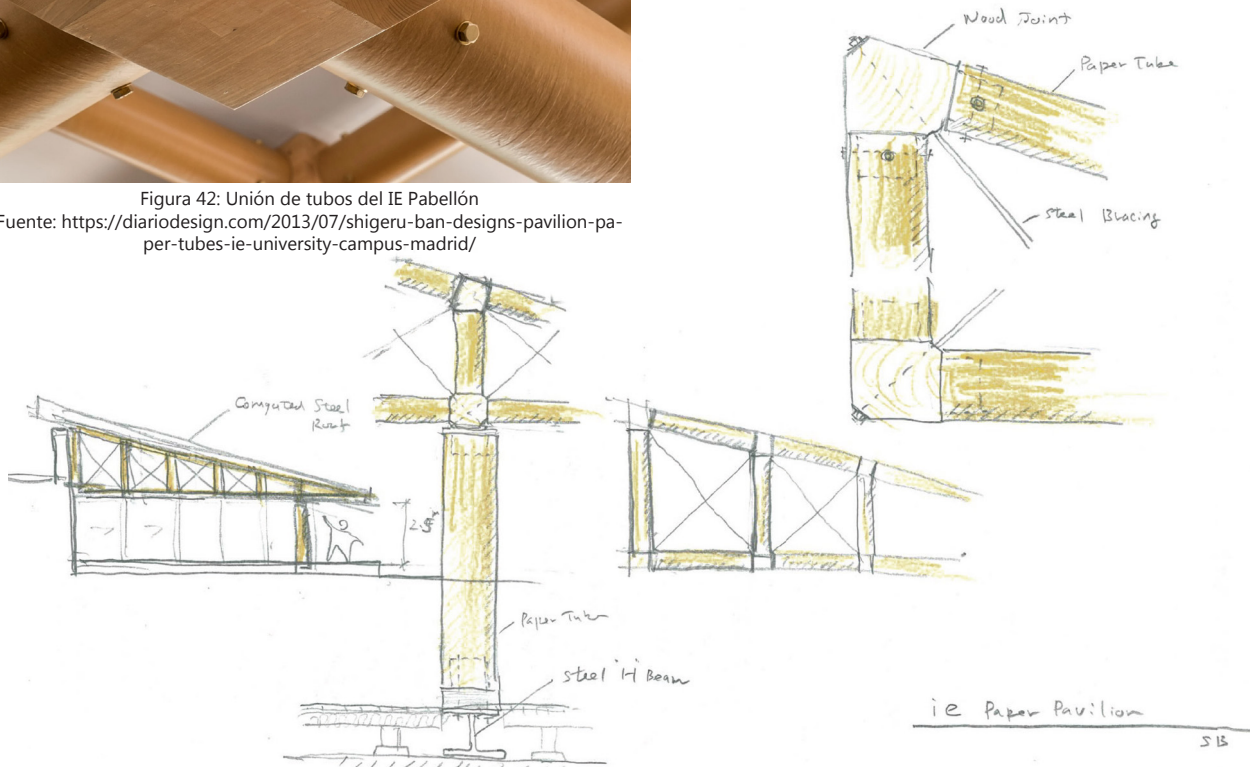 Figura 42: Unión de tubos del IE Pabellón
Fuente: https://diariodesign.com/2013/07/shigeru-ban-designs-pavilion-pa-
per-tubes-ie-university-campus-madrid/
Wood Joint
Paper Tube
Steel Bracing
Corrugated Steel
Roof
Paper Tube
Steel "H" Beam
ie Paper Pavilion
SB